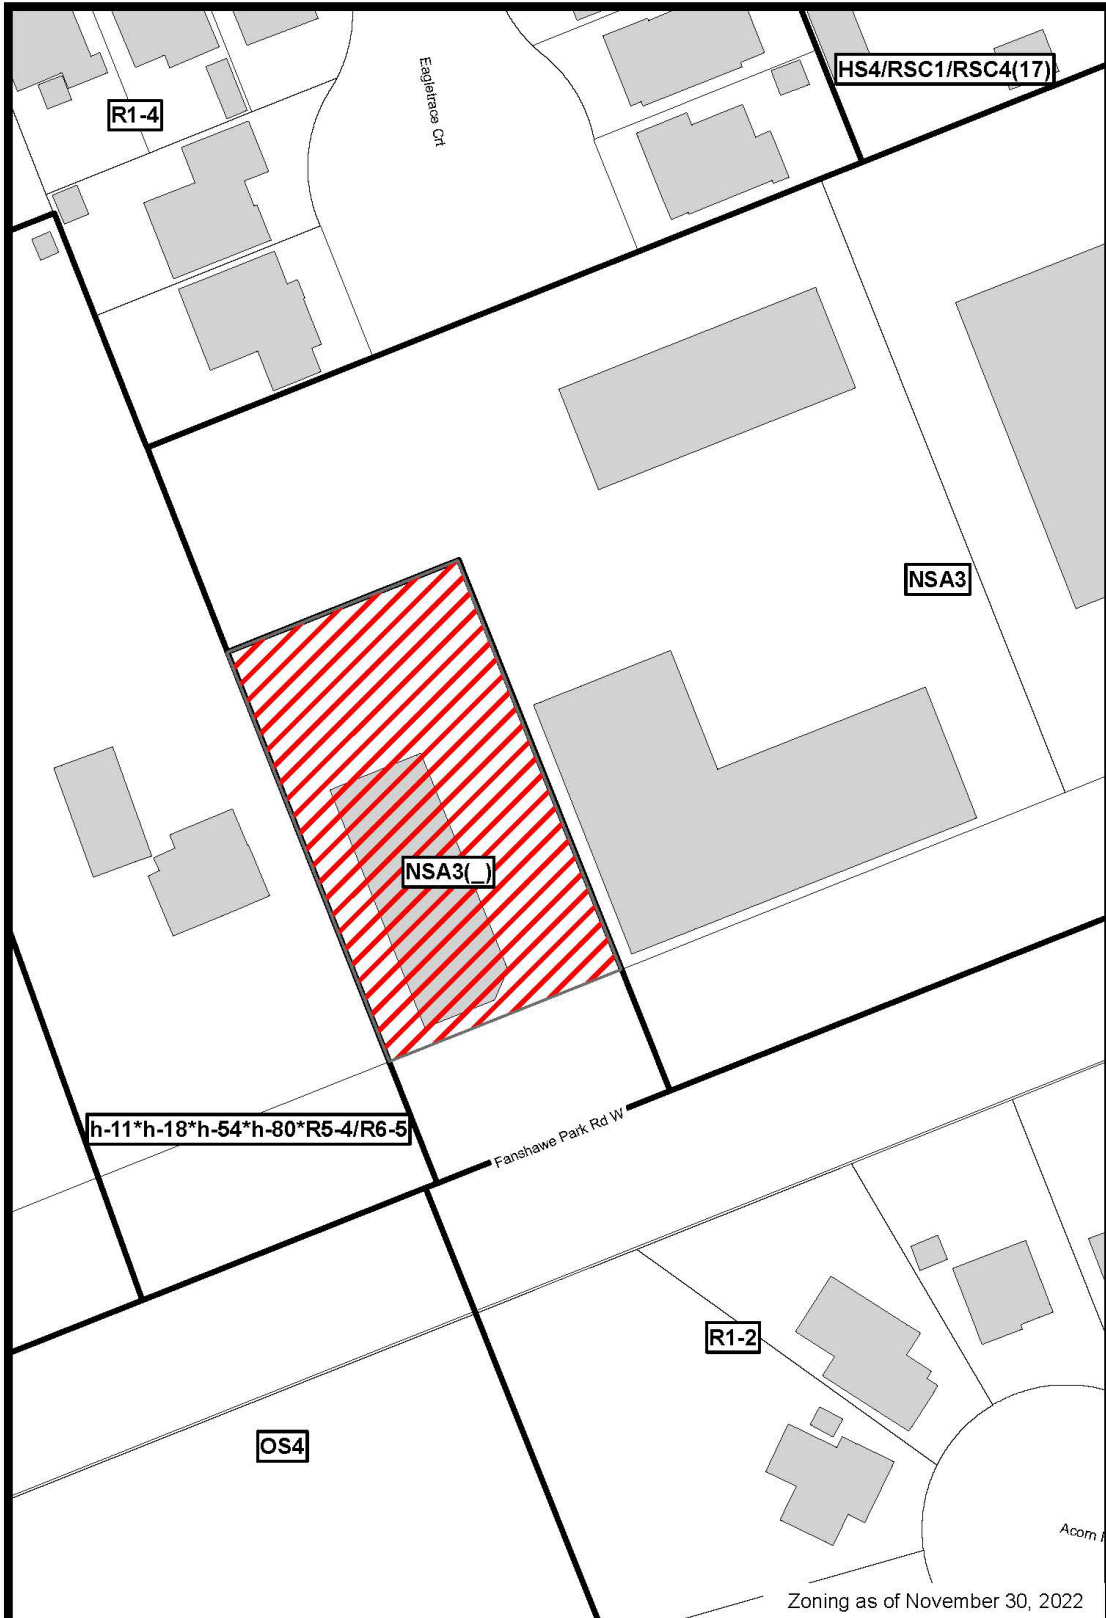 HS4/RSC1/RSC4(17)
Eagletrace Crt
R1-4
NSA3
NSA3(_)
h-11*h-18*h-54*h-80*R5-4/R6-5
Fanshawe Park Rd W
R1-2
OS4
Acorn
Zoning as of November 30, 2022